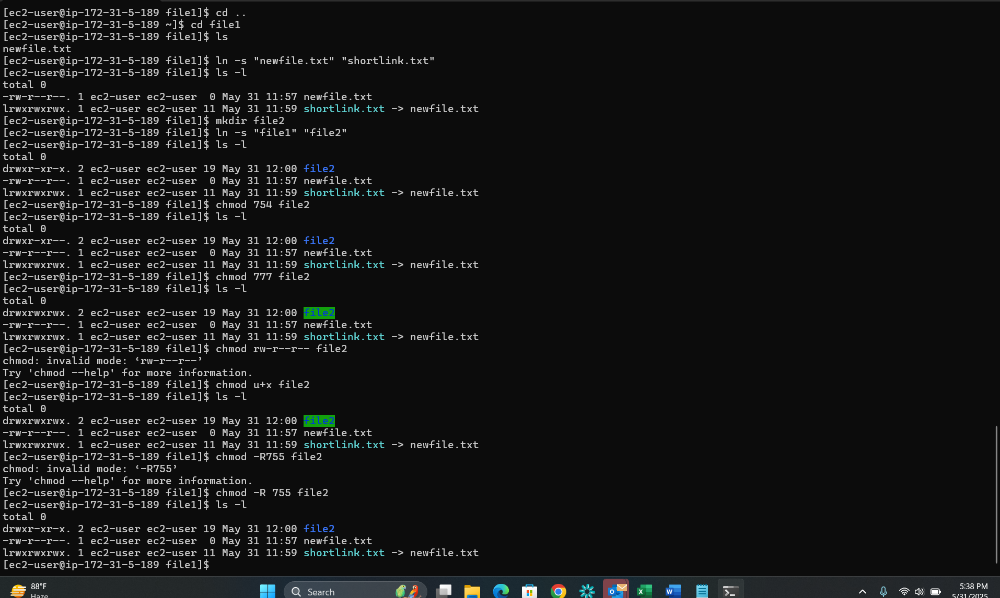 [ec2-user@ip-172-31-5-189 file1]$ cd ..
[ec2-user@ip-172-31-5-189 ~]$ cd file1
[ec2-user@ip-172-31-5-189 file1]$ ls
newfile.txt
[ec2-user@ip-172-31-5-189 file1]$ ln -s "newfile.txt" "shortlink.txt"
[ec2-user@ip-172-31-5-189 file1]$ ls -l
total 0
-rw-r--r--. 1 ec2-user ec2-user  0 May 31 11:57 newfile.txt
lrwxrwxrwx. 1 ec2-user ec2-user 11 May 31 11:59 shortlink.txt -> newfile.txt
[ec2-user@ip-172-31-5-189 file1]$ mkdir file2
[ec2-user@ip-172-31-5-189 file1]$ ln -s "file1" "file2"
[ec2-user@ip-172-31-5-189 file1]$ ls -l
total 0
drwxr-xr-x. 2 ec2-user ec2-user 19 May 31 12:00 file2
-rw-r--r--. 1 ec2-user ec2-user  0 May 31 11:57 newfile.txt
lrwxrwxrwx. 1 ec2-user ec2-user 11 May 31 11:59 shortlink.txt -> newfile.txt
[ec2-user@ip-172-31-5-189 file1]$ chmod 754 file2
[ec2-user@ip-172-31-5-189 file1]$ ls -l
total 0
drwxr-xr--. 2 ec2-user ec2-user 19 May 31 12:00 file2
-rw-r--r--. 1 ec2-user ec2-user  0 May 31 11:57 newfile.txt
lrwxrwxrwx. 1 ec2-user ec2-user 11 May 31 11:59 shortlink.txt -> newfile.txt
[ec2-user@ip-172-31-5-189 file1]$ chmod 777 file2
[ec2-user@ip-172-31-5-189 file1]$ ls -l
total 0
drwxrwxrwx. 2 ec2-user ec2-user 19 May 31 12:00 file2
-rw-r--r--. 1 ec2-user ec2-user  0 May 31 11:57 newfile.txt
lrwxrwxrwx. 1 ec2-user ec2-user 11 May 31 11:59 shortlink.txt -> newfile.txt
[ec2-user@ip-172-31-5-189 file1]$ chmod rw-r--r-- file2
chmod: invalid mode: ‘rw-r--r--’
Try 'chmod --help' for more information.
[ec2-user@ip-172-31-5-189 file1]$ chmod u+x file2
[ec2-user@ip-172-31-5-189 file1]$ ls -l
total 0
drwxrwxrwx. 2 ec2-user ec2-user 19 May 31 12:00 file2
-rw-r--r--. 1 ec2-user ec2-user  0 May 31 11:57 newfile.txt
lrwxrwxrwx. 1 ec2-user ec2-user 11 May 31 11:59 shortlink.txt -> newfile.txt
[ec2-user@ip-172-31-5-189 file1]$ chmod -R755 file2
chmod: invalid mode: ‘-R755’
Try 'chmod --help' for more information.
[ec2-user@ip-172-31-5-189 file1]$ chmod -R 755 file2
[ec2-user@ip-172-31-5-189 file1]$ ls -l
total 0
drwxr-xr-x. 2 ec2-user ec2-user 19 May 31 12:00 file2
-rw-r--r--. 1 ec2-user ec2-user  0 May 31 11:57 newfile.txt
lrwxrwxrwx. 1 ec2-user ec2-user 11 May 31 11:59 shortlink.txt -> newfile.txt
[ec2-user@ip-172-31-5-189 file1]$
88°F
Haze
Search
5:38 PM
5/31/2025